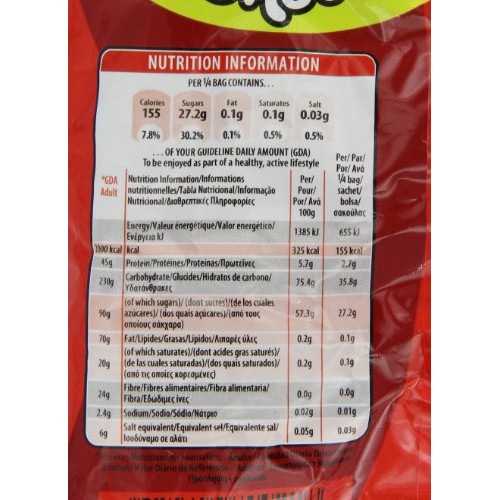 NUTRITION INFORMATION
PER ¼ BAG CONTAINS...
Calories Sugars Fat Saturates Salt
155 27.2g 0.1g 0.1g 0.03g
7.8% 30.2% 0.1% 0.5% 0.5%
...OF YOUR GUIDELINE DAILY AMOUNT (GDA)
To be enjoyed as part of a healthy, active lifestyle
*GDA Adult
Nutrition Information/Informations
nutritionnelles/Tabla Nutricional/Informação
Nutricional/Διαθρεπτικές Πληροφορίες
Per/
Pour/
Por/ Ανά
100g
Per/ Par/
Por/ Ανά
¼ bag/
sachet/
bolsa/
σακούλας
Energy/Valeur énergétique/Valor energético/
Ενέργεια kJ 1385 kJ 655 kJ
kcal kcal 325 kcal 155 kcal
45g Protein/Protéines/Proteínas/Πρωτεΐνες 5.7g 2.7g
230g Carbohydrate/Glucides/Hidratos de carbono/
Υδατάνθρακες 75.4g 35.8g
90g (of which sugars)/ (dont sucres)/(de los cuales
azúcares)/ (dos quais açúcares)/(από τους
οποίους σάκχαρα) 57.3g 27.2g
70g Fat/Lipides/Grasas/Lípidos/Λιπαρές ύλες 0.2g 0.1g
20g (of which saturates)/(dont acides gras saturés)/
(de las cuales saturadas)/(dos quais saturados)/
(από τις οποίες κορεσμένες) 0.2g 0.1g
24g Fibre/Fibres alimentaires/Fibra alimentaria/
Fibra/Εδώδιμες ίνες 0.0g 0.0g
2.4g Sodium/Sodio/Sódio/Νάτριο 0.02g 0.01g
6g Salt equivalent/Equivalent sel/Equivalente sal/
Ισοδύναμο σε αλάτι 0.05g 0.03g